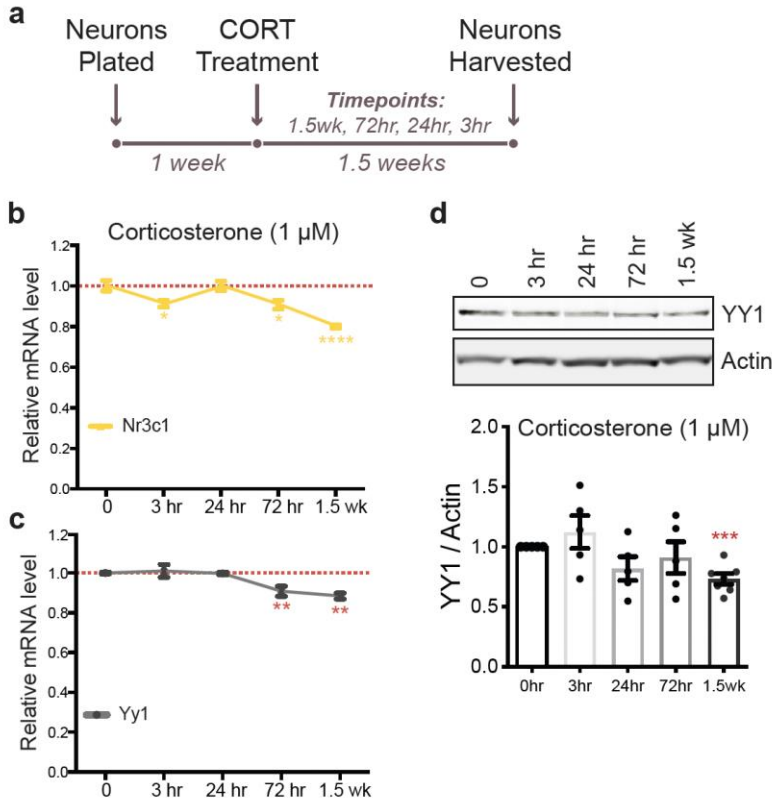 a
Neurons
Plated
CORT
Treatment
Neurons
Harvested
Timepoints:
1.5wk, 72hr, 24hr, 3hr
1 week
1.5 weeks
b
Corticosterone (1 μM)
Relative mRNA level
1.2
1.0
0.8
0.6
0.4
0.2
0.0
*
*
****
Nr3c1
0 3 hr 24 hr 72 hr 1.5 wk
c
Relative mRNA level
1.2
1.0
0.8
0.6
0.4
0.2
0.0
**
**
Yy1
0 3 hr 24 hr 72 hr 1.5 wk
d
0 3 hr 24 hr 72 hr 1.5 wk
YY1
Actin
Corticosterone (1 μM)
YY1 / Actin
2.0
1.5
1.0
0.5
0.0
***
0hr 3hr 24hr 72hr 1.5wk